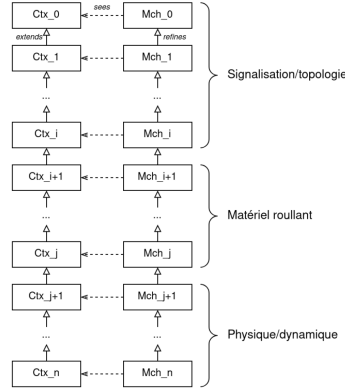 Ctx_0 sees Mch_0
extends refines
Ctx_1 Mch_1
... ...
Ctx_i Mch_i
Signalisation/topologie
Ctx_i+1 Mch_i+1
... ...
Ctx_j Mch_j
Matériel roullant
Ctx_j+1 Mch_j+1
... ...
Ctx_n Mch_n
Physique/dynamique